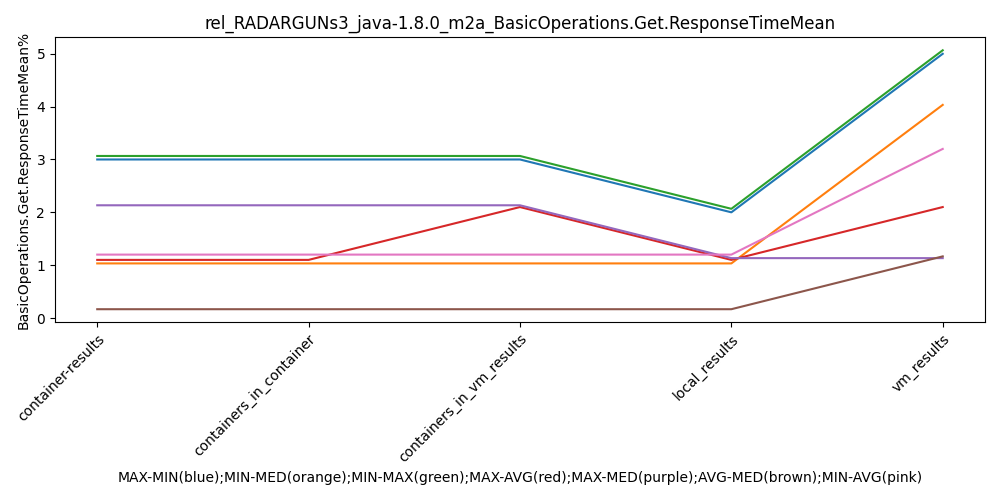 rel_RADARGUNs3_java-1.8.0_m2a_BasicOperations.Get.ResponseTimeMean
BasicOperations.Get.ResponseTimeMean%
5
4
3
2
1
0
container-results
containers_in_container
containers_in_vm_results
local_results
vm_results
MAX-MIN(blue);MIN-MED(orange);MIN-MAX(green);MAX-AVG(red);MAX-MED(purple);AVG-MED(brown);MIN-AVG(pink)